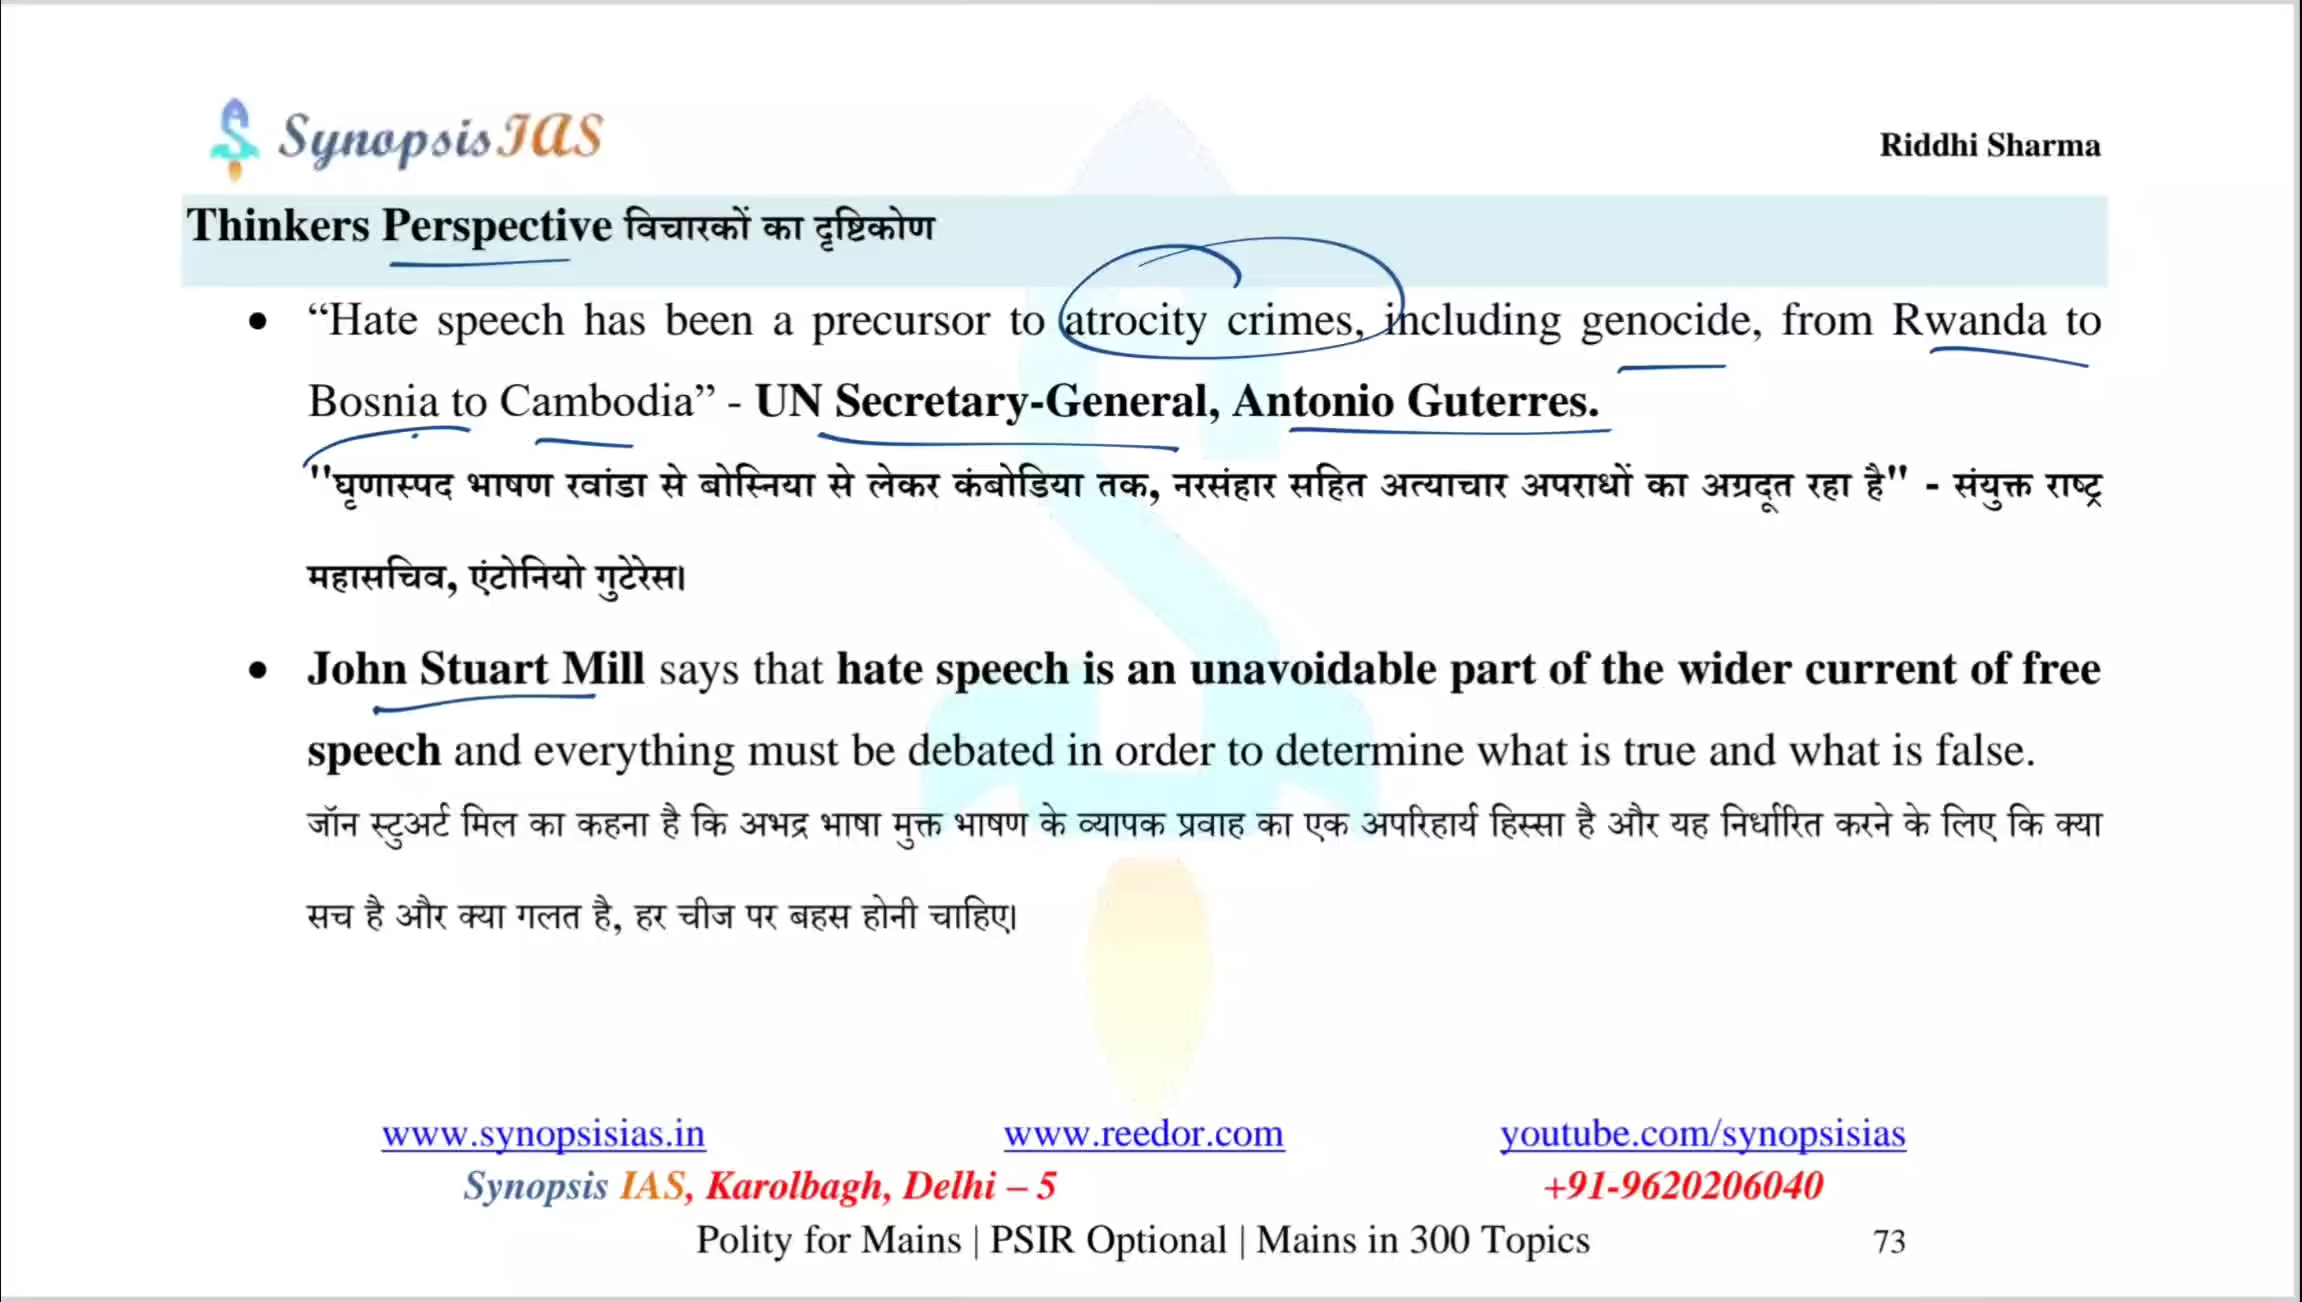 SynopsisIAS
Riddhi Sharma
Thinkers Perspective विचारकों का दृष्टिकोण
• “Hate speech has been a precursor to atrocity crimes, including genocide, from Rwanda to
Bosnia to Cambodia” - UN Secretary-General, Antonio Guterres.
"घृणास्पद भाषण रवांडा से बोस्निया से लेकर कंबोडिया तक, नरसंहार सहित अत्याचार अपराधों का अग्रदूत रहा है" - संयुक्त राष्ट्र
महासचिव, एंटोनियो गुटेरेस।
• John Stuart Mill says that hate speech is an unavoidable part of the wider current of free
speech and everything must be debated in order to determine what is true and what is false.
जॉन स्टुअर्ट मिल का कहना है कि अभद्र भाषा मुक्त भाषण के व्यापक प्रवाह का एक अपरिहार्य हिस्सा है और यह निर्धारित करने के लिए कि क्या
सच है और क्या गलत है, हर चीज पर बहस होनी चाहिए।
www.synopsisias.in www.reedor.com youtube.com/synopsisias
Synopsis IAS, Karolbagh, Delhi – 5 +91-9620206040
Polity for Mains | PSIR Optional | Mains in 300 Topics 73